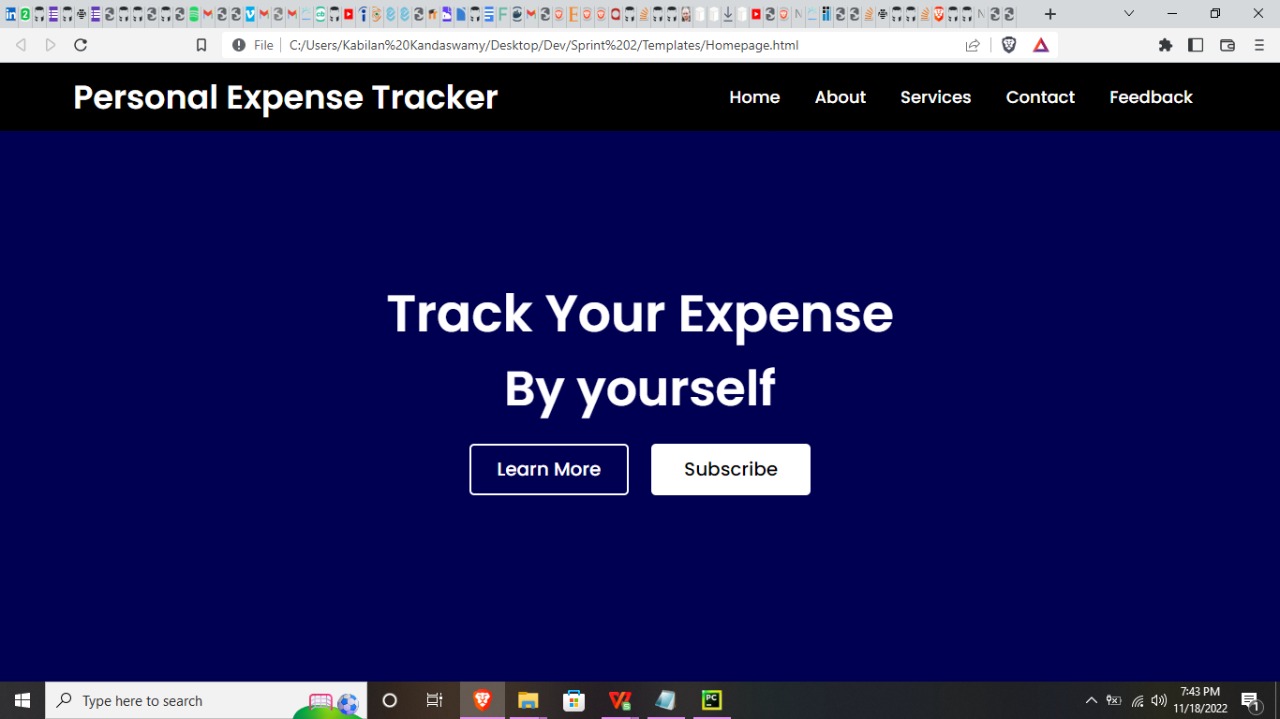 File
C:/Users/Kabilan%20Kandaswamy/Desktop/Dev/Sprint%202/Templates/Homepage.html
Personal Expense Tracker
Home
About
Services
Contact
Feedback
Track Your Expense
By yourself
Learn More
Subscribe
Type here to search
7:43 PM
11/18/2022
1